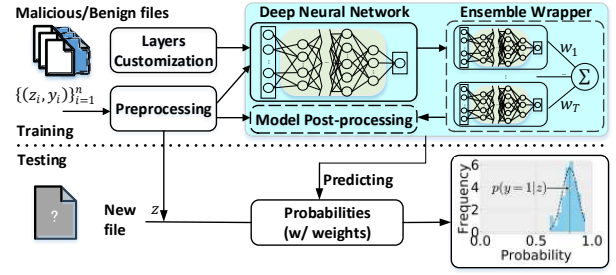 Malicious/Benign files
Deep Neural Network
Ensemble Wrapper
Layers
Customization
{(z_i, y_i)}_{i=1}^n
Preprocessing
Training
Model Post-processing
w_1
Σ
w_T
Testing
?
New
file
z
Predicting
Probabilities
(w/ weights)
Frequency
6
4
2
0
p(y = 1|z)
0.0
0.5
1.0
Probability